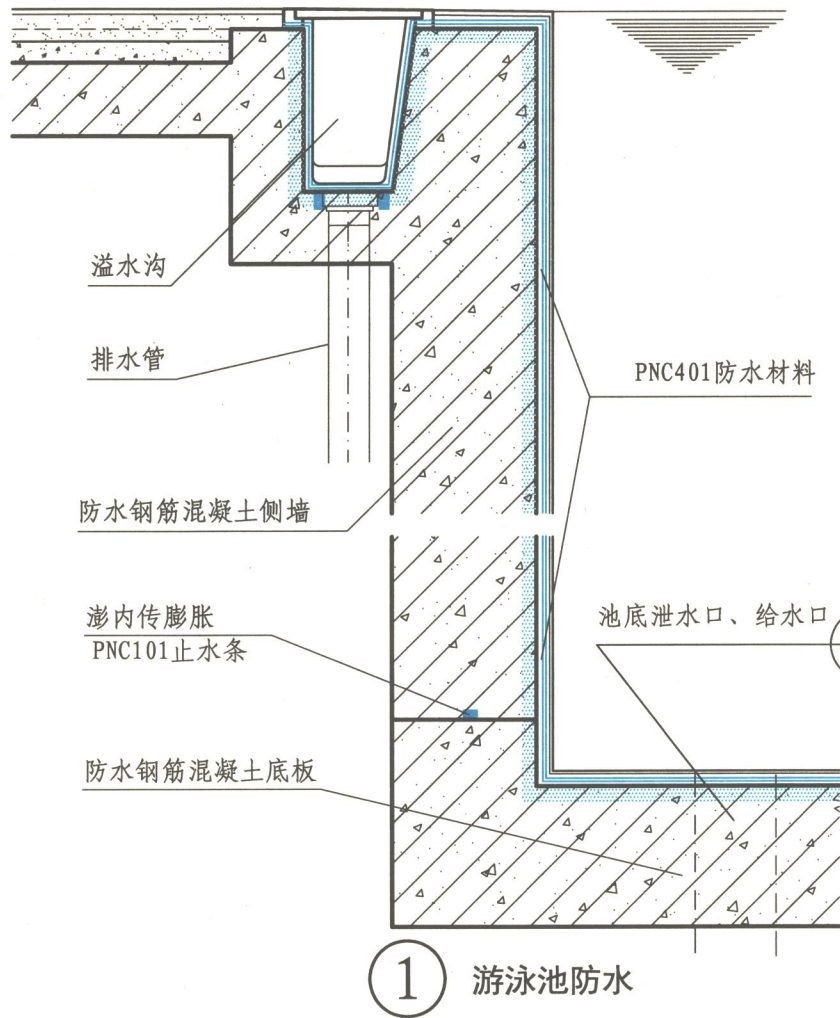 溢水沟
排水管
PNC401防水材料
防水钢筋混凝土侧墙
澎内传膨胀
PNC101止水条
池底泄水口、给水口
防水钢筋混凝土底板
1 游泳池防水